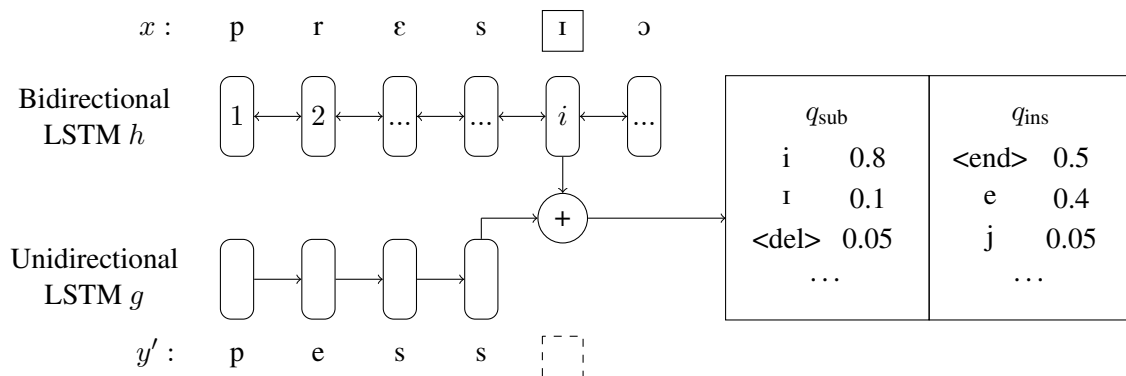 x : p r ɛ s ɪ ɔ
Bidirectional
LSTM h
1 2 ... ... i ...
+
q_sub q_ins
i 0.8 <end> 0.5
ɪ 0.1 e 0.4
<del> 0.05 j 0.05
... ...
Unidirectional
LSTM g
y′ : p e s s